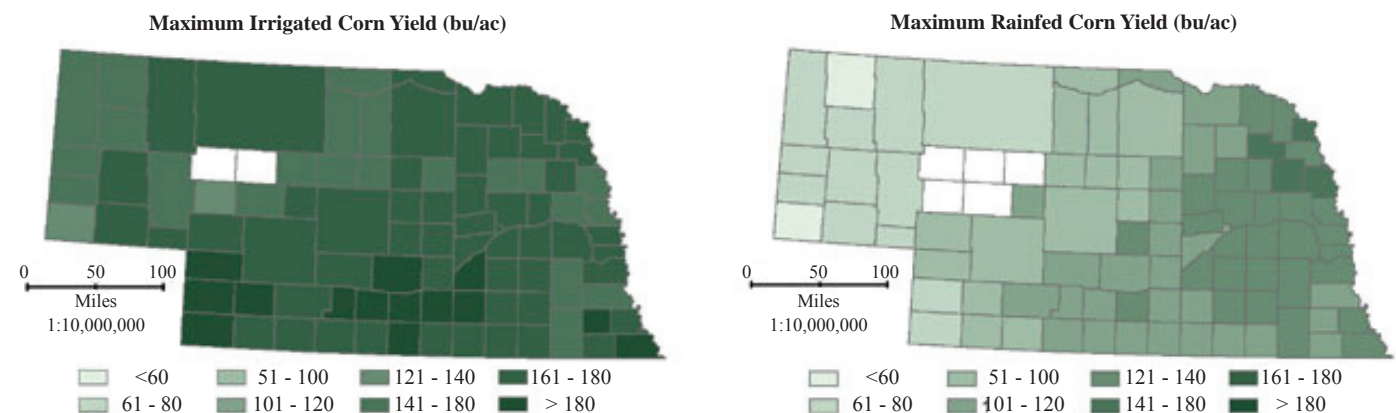 Maximum Irrigated Corn Yield (bu/ac)
0 50 100
Miles
1:10,000,000
<60 51 - 100 121 - 140 161 - 180
61 - 80 101 - 120 141 - 180 > 180
Maximum Rainfed Corn Yield (bu/ac)
0 50 100
Miles
1:10,000,000
<60 51 - 100 121 - 140 161 - 180
61 - 80 101 - 120 141 - 180 > 180